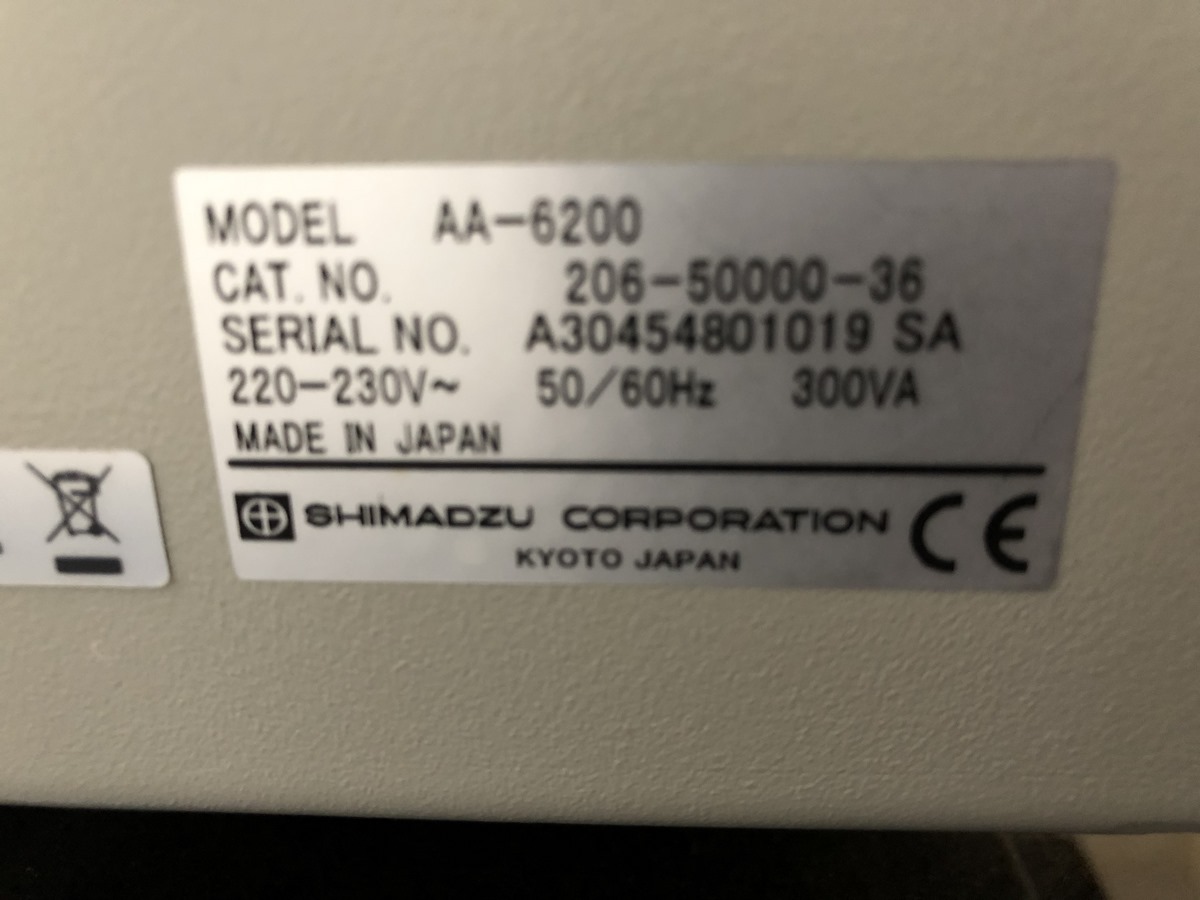 MODEL AA-6200
CAT. NO. 206-50000-36
SERIAL NO. A30454801019 SA
220-230V~ 50/60Hz 300VA
MADE IN JAPAN
SHIMADZU CORPORATION CE
KYOTO JAPAN